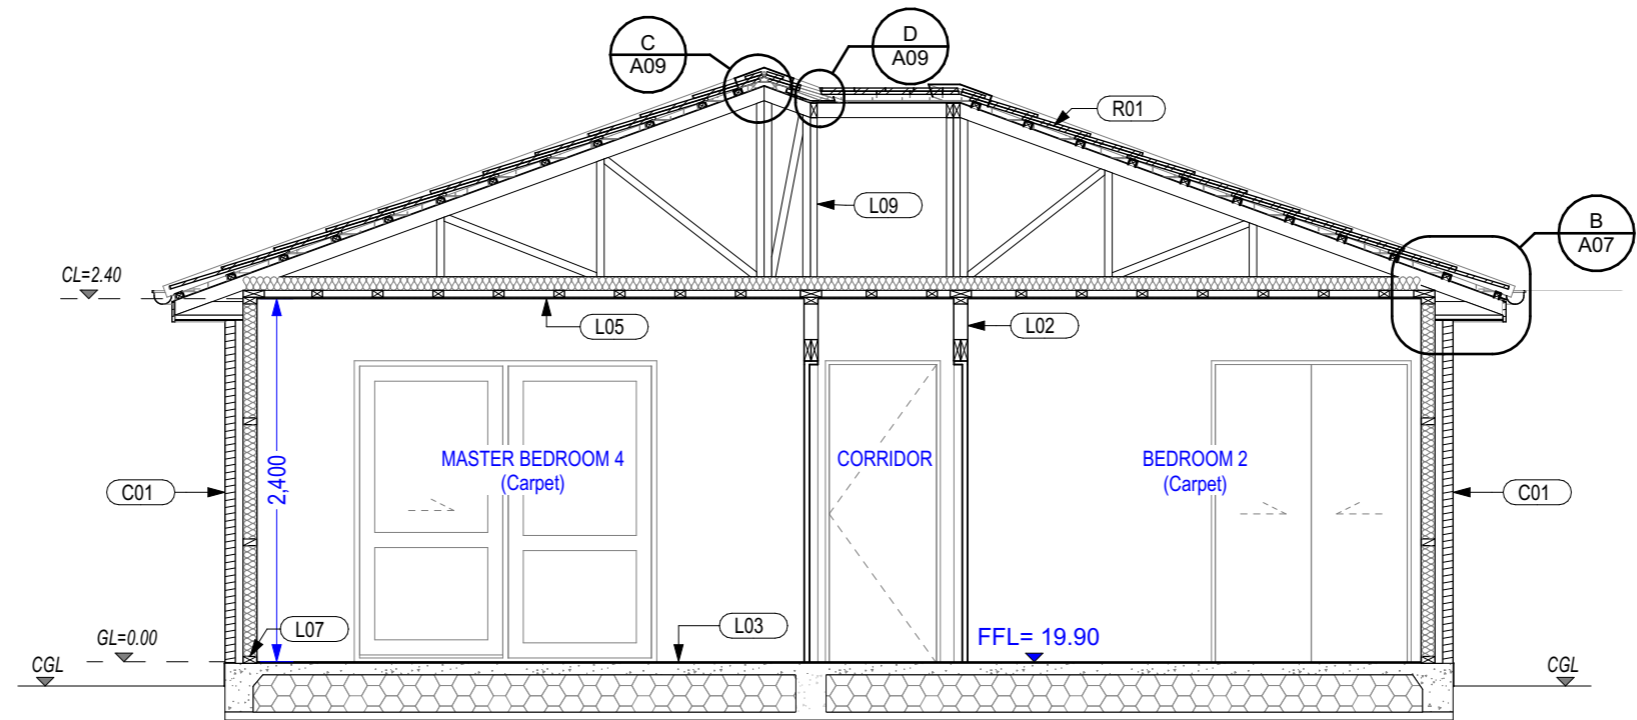 C
A09
D
A09
R01
L09
B
A07
CL=2.40
L05
L02
2,400
MASTER BEDROOM 4
(Carpet)
CORRIDOR
BEDROOM 2
(Carpet)
C01
C01
L07
L03
FFL= 19.90
GL=0.00
CGL
CGL